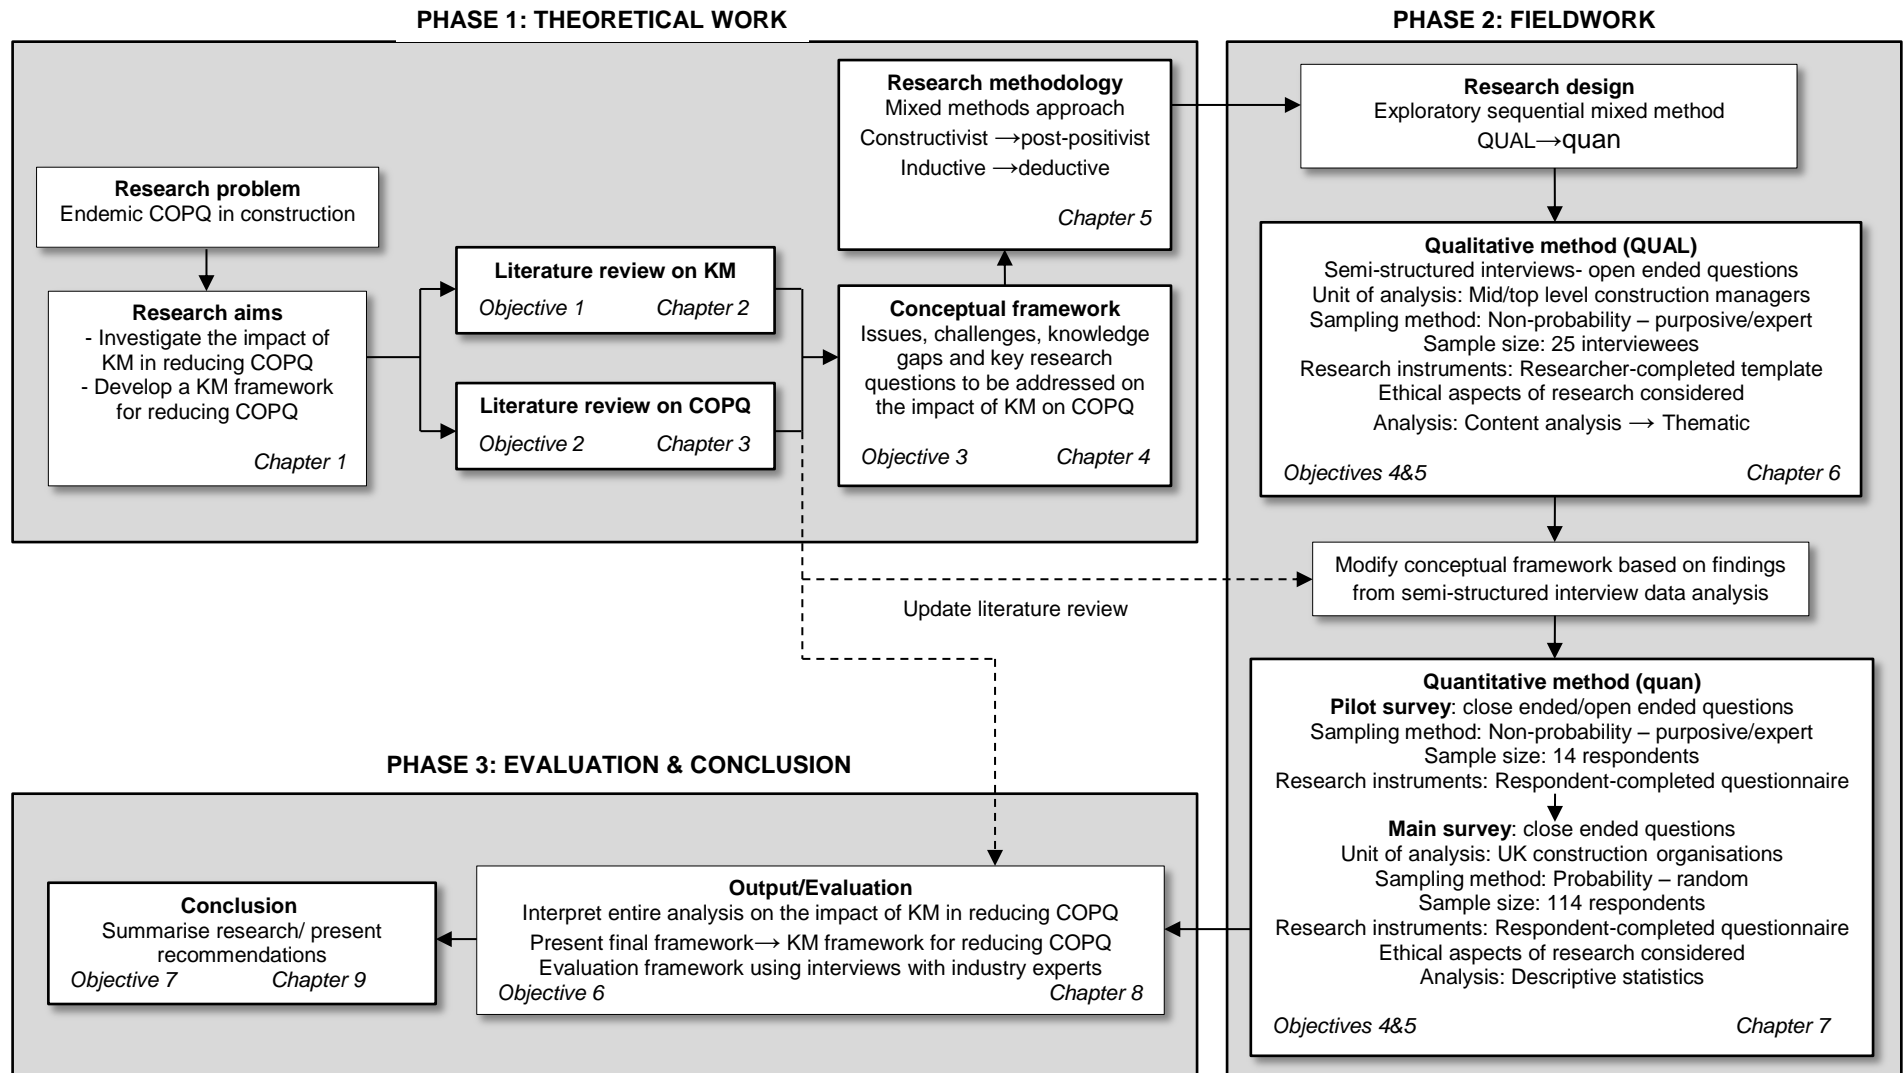 PHASE 1: THEORETICAL WORK
Research problem
Endemic COPQ in construction
Research aims
- Investigate the impact of
KM in reducing COPQ
- Develop a KM framework
for reducing COPQ
Chapter 1
Literature review on KM
Objective 1 Chapter 2
Literature review on COPQ
Objective 2 Chapter 3
Conceptual framework
Issues, challenges, knowledge
gaps and key research
questions to be addressed on
the impact of KM on COPQ
Objective 3 Chapter 4
Research methodology
Mixed methods approach
Constructivist →post-positivist
Inductive →deductive
Chapter 5
PHASE 2: FIELDWORK
Research design
Exploratory sequential mixed method
QUAL→quan
Qualitative method (QUAL)
Semi-structured interviews- open ended questions
Unit of analysis: Mid/top level construction managers
Sampling method: Non-probability – purposive/expert
Sample size: 25 interviewees
Research instruments: Researcher-completed template
Ethical aspects of research considered
Analysis: Content analysis → Thematic
Objectives 4&5 Chapter 6
Modify conceptual framework based on findings
from semi-structured interview data analysis
Update literature review
Quantitative method (quan)
Pilot survey: close ended/open ended questions
Sampling method: Non-probability – purposive/expert
Sample size: 14 respondents
Research instruments: Respondent-completed questionnaire
Main survey: close ended questions
Unit of analysis: UK construction organisations
Sampling method: Probability – random
Sample size: 114 respondents
Research instruments: Respondent-completed questionnaire
Ethical aspects of research considered
Analysis: Descriptive statistics
Objectives 4&5 Chapter 7
PHASE 3: EVALUATION & CONCLUSION
Output/Evaluation
Interpret entire analysis on the impact of KM in reducing COPQ
Present final framework→ KM framework for reducing COPQ
Evaluation framework using interviews with industry experts
Objective 6 Chapter 8
Conclusion
Summarise research/ present
recommendations
Objective 7 Chapter 9